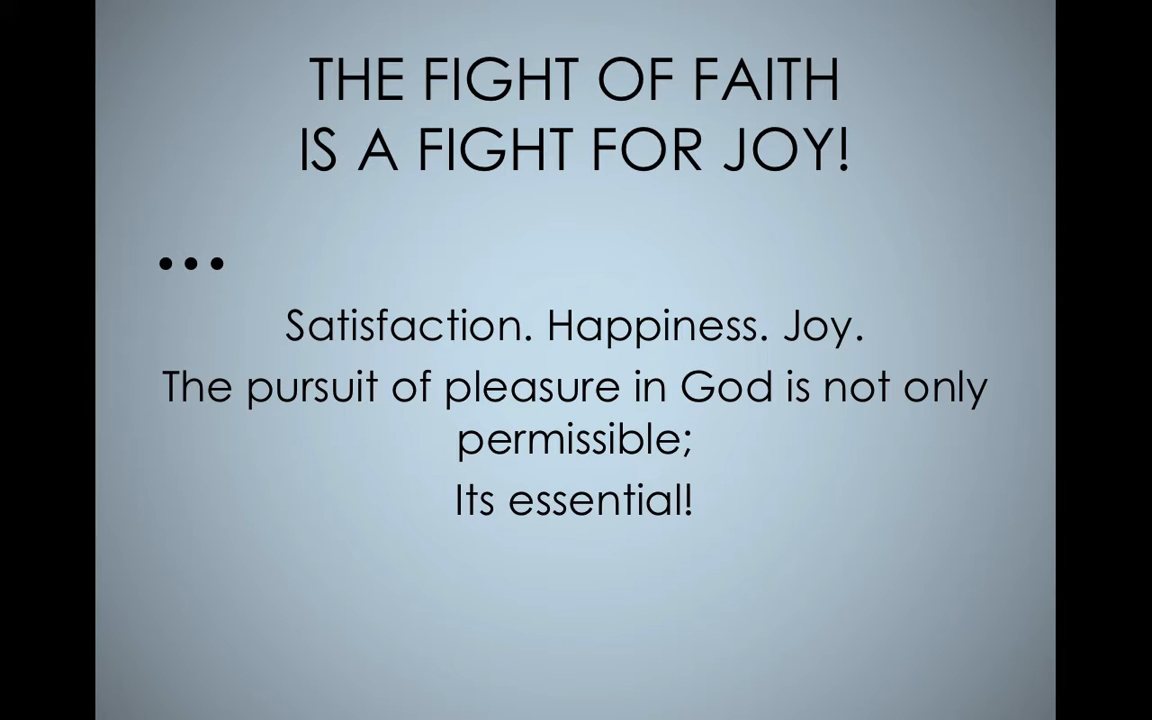 THE FIGHT OF FAITH
IS A FIGHT FOR JOY!
•••
Satisfaction. Happiness. Joy.
The pursuit of pleasure in God is not only
permissible;
Its essential!